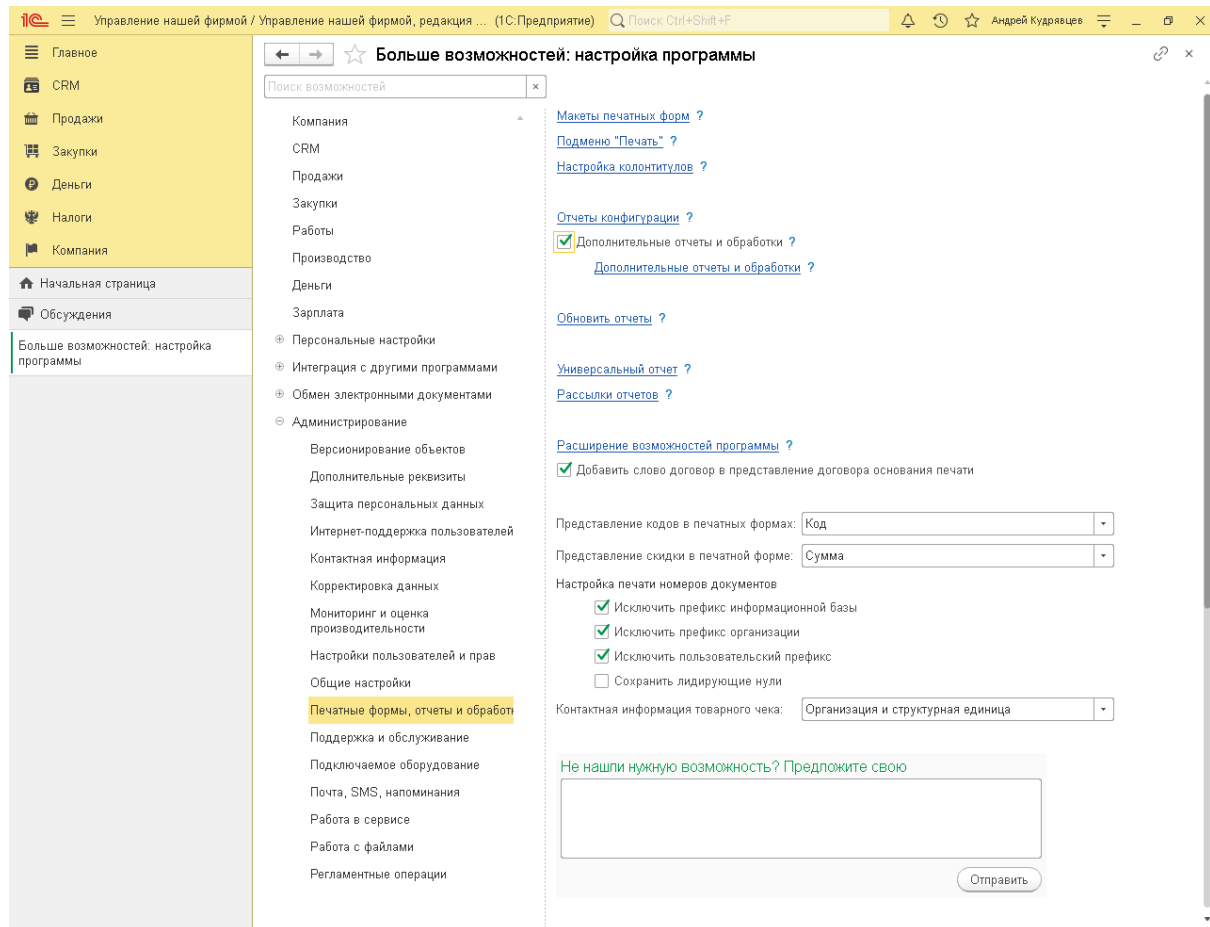 1С Управление нашей фирмой / Управление нашей фирмой, редакция ... (1С:Предприятие) Поиск Ctrl+Shift+F Андрей Кудрявцев
Главное
CRM
Продажи
Закупки
Деньги
Налоги
Компания
Начальная страница
Обсуждения
Больше возможностей: настройка
программы
Больше возможностей: настройка программы
Поиск возможностей
Компания
CRM
Продажи
Закупки
Работы
Производство
Деньги
Зарплата
Персональные настройки
Интеграция с другими программами
Обмен электронными документами
Администрирование
Версионирование объектов
Дополнительные реквизиты
Защита персональных данных
Интернет-поддержка пользователей
Контактная информация
Корректировка данных
Мониторинг и оценка
производительности
Настройки пользователей и прав
Общие настройки
Печатные формы, отчеты и обработн
Поддержка и обслуживание
Подключаемое оборудование
Почта, SMS, напоминания
Работа в сервисе
Работа с файлами
Регламентные операции
Макеты печатных форм ?
Подменю "Печать" ?
Настройка колонтитулов ?
Отчеты конфигурации ?
Дополнительные отчеты и обработки ?
Дополнительные отчеты и обработки ?
Обновить отчеты ?
Универсальный отчет ?
Рассылки отчетов ?
Расширение возможностей программы ?
Добавить слово договор в представление договора основания печати
Представление кодов в печатных формах: Код
Представление скидки в печатной форме: Сумма
Настройка печати номеров документов
Исключить префикс информационной базы
Исключить префикс организации
Исключить пользовательский префикс
Сохранить лидирующие нули
Контактная информация товарного чека: Организация и структурная единица
Не нашли нужную возможность? Предложите свою
Отправить